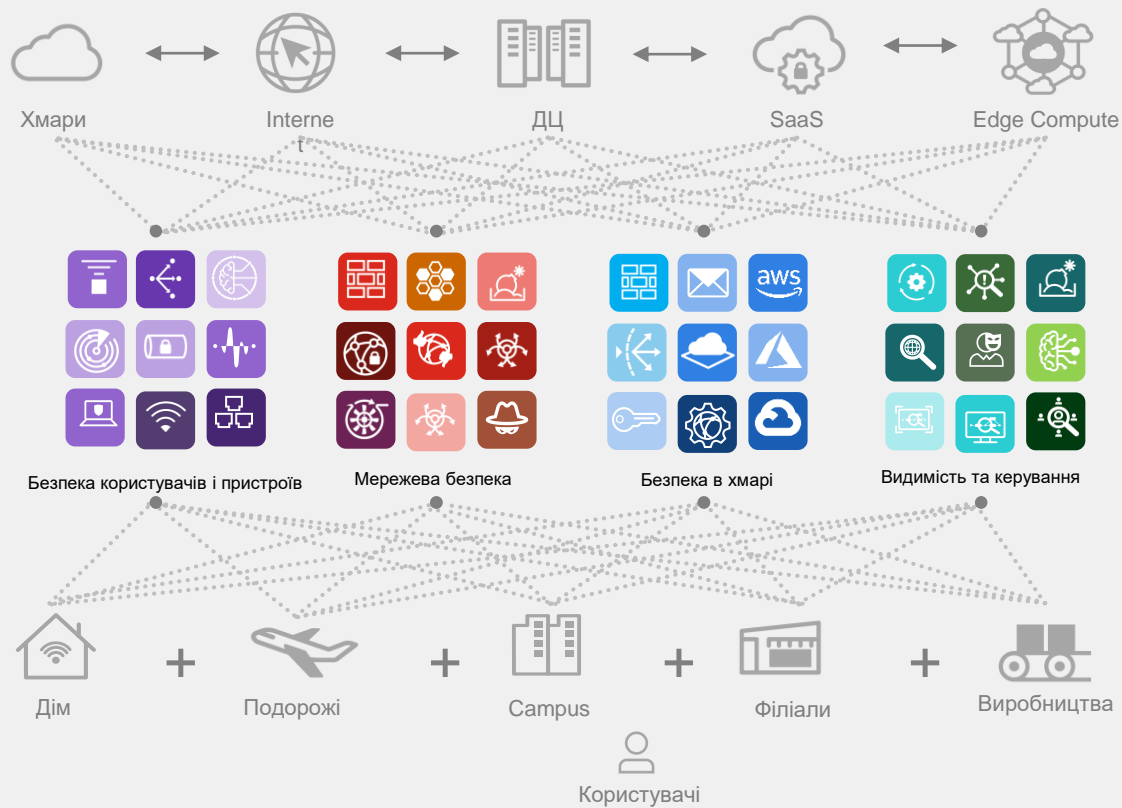 Хмари
Interne
t
ДЦ
SaaS
Edge Compute
aws
Безпека користувачів і пристроїв
Мережева безпека
Безпека в хмарі
Видимість та керування
Дім
Подорожі
Campus
Філіали
Виробництва
Користувачі